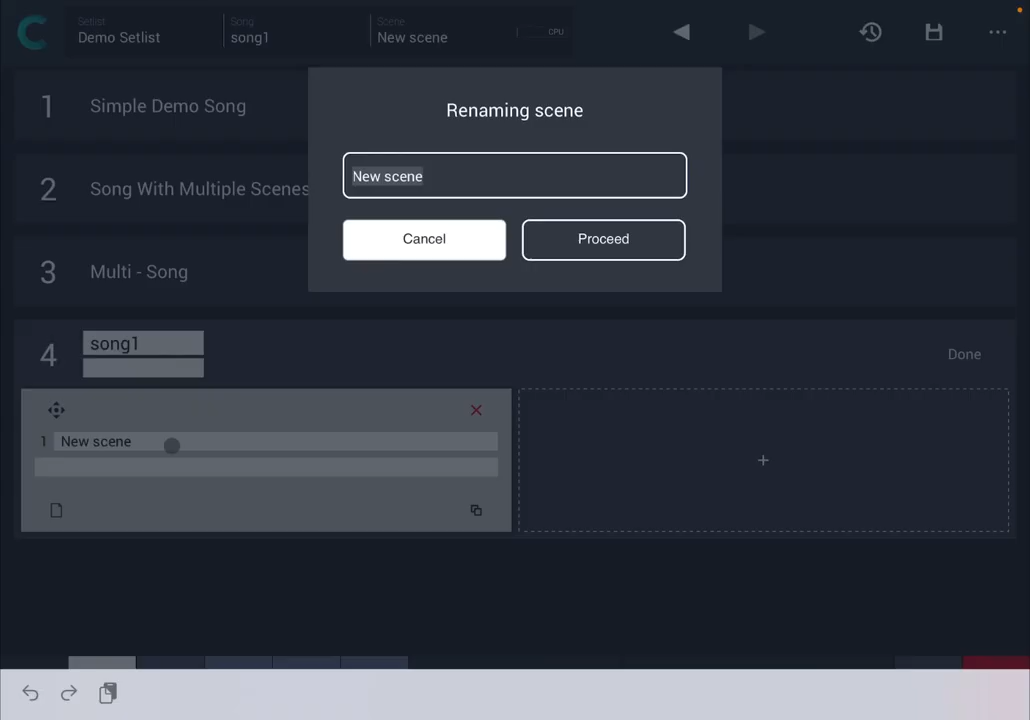 Setlist
Demo Setlist
Song
song1
Scene
New scene
CPU
1 Simple Demo Song
2 Song With Multiple Scenes
3 Multi - Song
Renaming scene
New scene
Cancel
Proceed
4 song1
Done
1 New scene